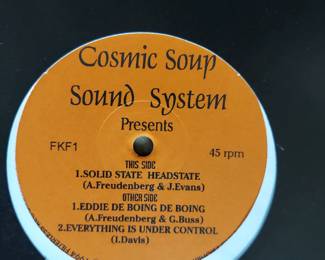 Cosmic Soup
Sound System
Presents
FKF1
45 rpm
THIS SIDE
1.SOLID STATE HEADSTATE
(A.Freudenberg & J.Evans)
OTHER SIDE
1.EDDIE DE BOING DE BOING
(A.Freudenberg & G.Buss)
2.EVERYTHING IS UNDER CONTROL
(I.Davis)